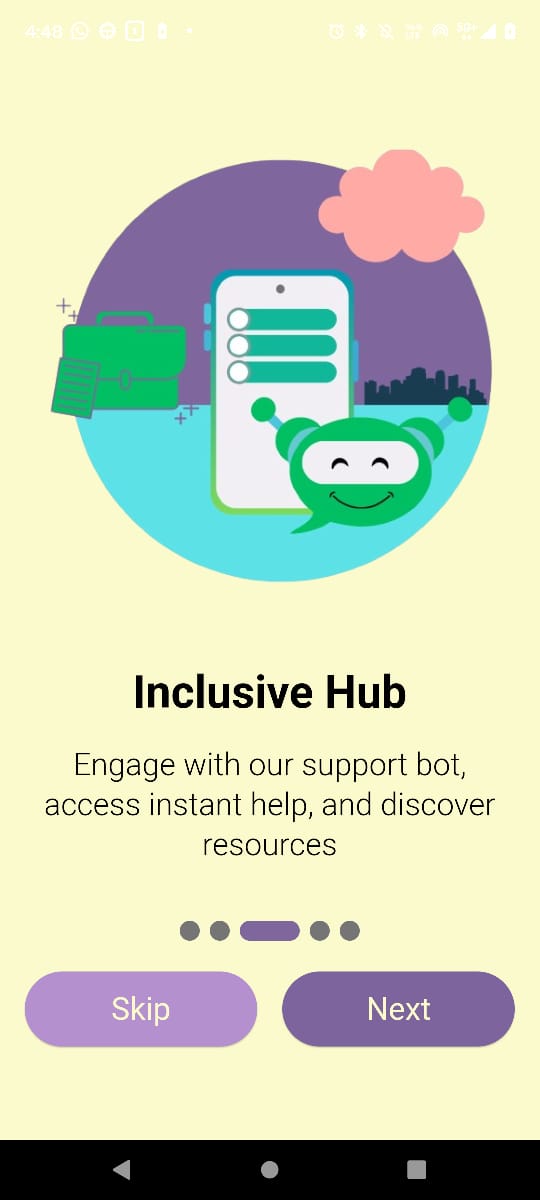 4:48
Inclusive Hub
Engage with our support bot,
access instant help, and discover
resources
Skip
Next